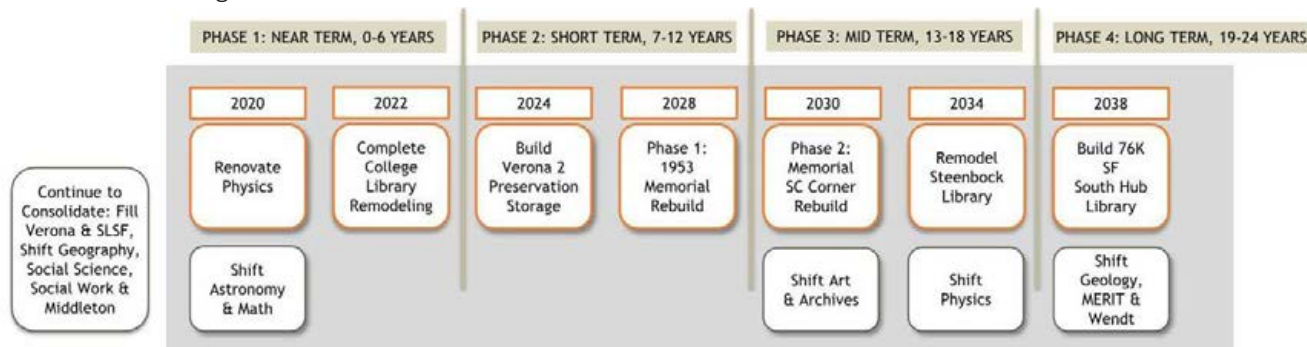 PHASE 1: NEAR TERM, 0-6 YEARS
PHASE 2: SHORT TERM, 7-12 YEARS
PHASE 3: MID TERM, 13-18 YEARS
PHASE 4: LONG TERM, 19-24 YEARS
2020
2022
2024
2028
2030
2034
2038
Continue to
Consolidate: Fill
Verona & SLSF,
Shift Geography,
Social Science,
Social Work &
Middleton
Renovate
Physics
Complete
College
Library
Remodeling
Build
Verona 2
Preservation
Storage
Phase 1:
1953
Memorial
Rebuild
Phase 2:
Memorial
SC Corner
Rebuild
Remodel
Steenbock
Library
Build 76K
SF
South Hub
Library
Shift
Astronomy
& Math
Shift Art
& Archives
Shift
Physics
Shift
Geology,
MERIT &
Wendt